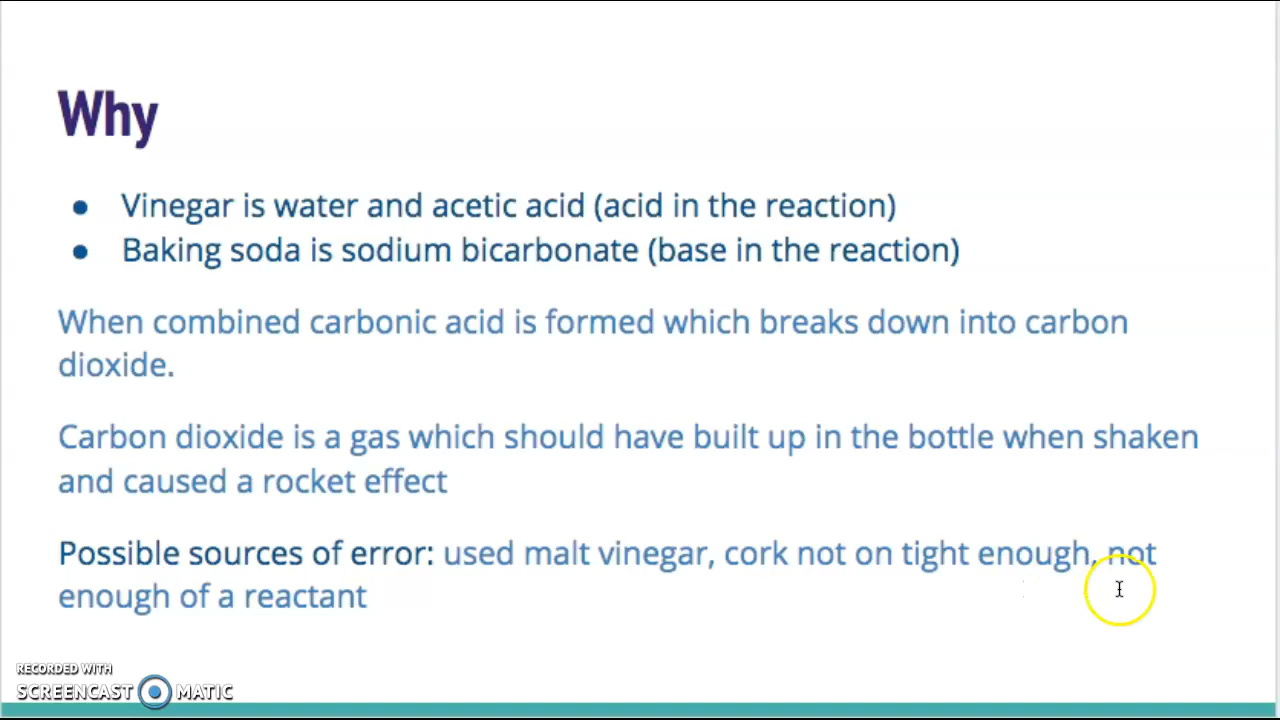 Why
● Vinegar is water and acetic acid (acid in the reaction)
● Baking soda is sodium bicarbonate (base in the reaction)
When combined carbonic acid is formed which breaks down into carbon
dioxide.
Carbon dioxide is a gas which should have built up in the bottle when shaken
and caused a rocket effect
Possible sources of error: used malt vinegar, cork not on tight enough, not
enough of a reactant
RECORDED WITH
SCREENCAST MATIC